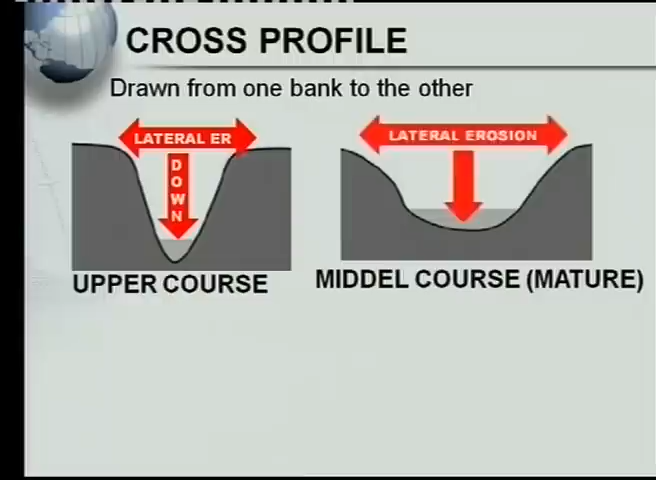 CROSS PROFILE
Drawn from one bank to the other
LATERAL ER
DOWN
LATERAL EROSION
UPPER COURSE
MIDDEL COURSE (MATURE)